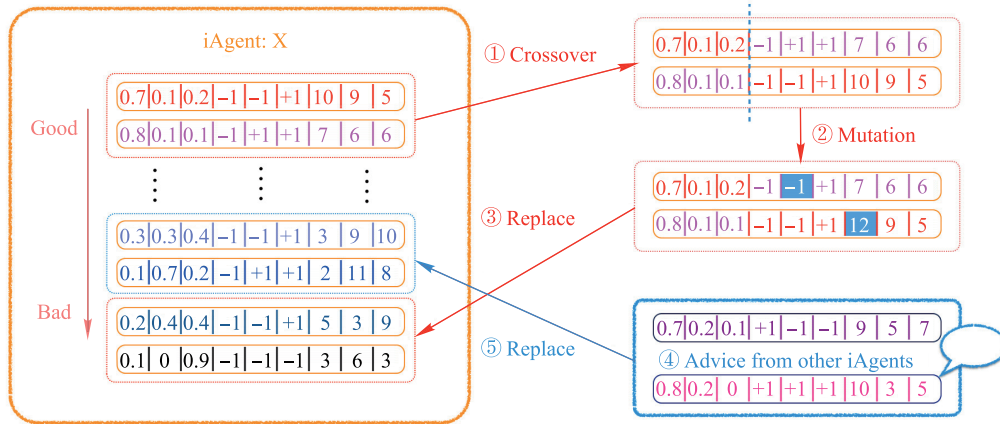 iAgent: X
Good
Bad
0.7 0.1 0.2 −1 −1 +1 10 9 5
0.8 0.1 0.1 −1 +1 +1 7 6 6
0.3 0.3 0.4 −1 −1 +1 3 9 10
0.1 0.7 0.2 −1 +1 +1 2 11 8
0.2 0.4 0.4 −1 −1 +1 5 3 9
0.1 0 0.9 −1 −1 −1 3 6 3
① Crossover
0.7 0.1 0.2 −1 +1 +1 7 6 6
0.8 0.1 0.1 −1 −1 +1 10 9 5
② Mutation
0.7 0.1 0.2 −1 −1 +1 7 6 6
0.8 0.1 0.1 −1 −1 +1 12 9 5
③ Replace
0.7 0.2 0.1 +1 −1 −1 9 5 7
④ Advice from other iAgents
0.8 0.2 0 +1 +1 +1 10 3 5
⑤ Replace